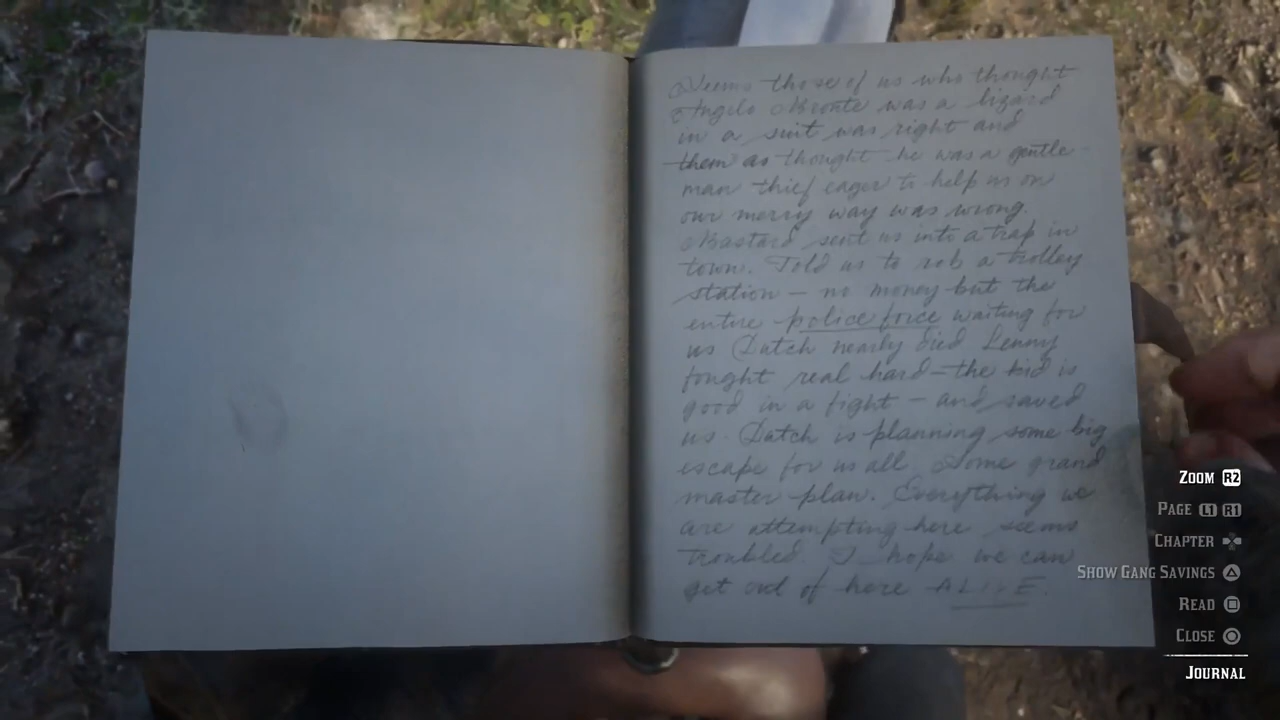 Seems those of us who thought
Angelo Bronte was a lizard
in a suit was right and
them as thought he was a gentle-
man thief eager to help us on
our merry way was wrong.
Bastard sent us into a trap in
town. Told us to rob a trolley
station – no money but the
entire police force waiting for
us Dutch nearly died Lenny
fought real hard – the kid is
good in a fight – and saved
us. Dutch is planning some big
escape for us all. Some grand
master plan. Everything we
are attempting here seems
troubled. I hope we can
get out of here ALIVE.
ZOOM R2
PAGE L1 R1
CHAPTER
SHOW GANG SAVINGS
READ
CLOSE
JOURNAL